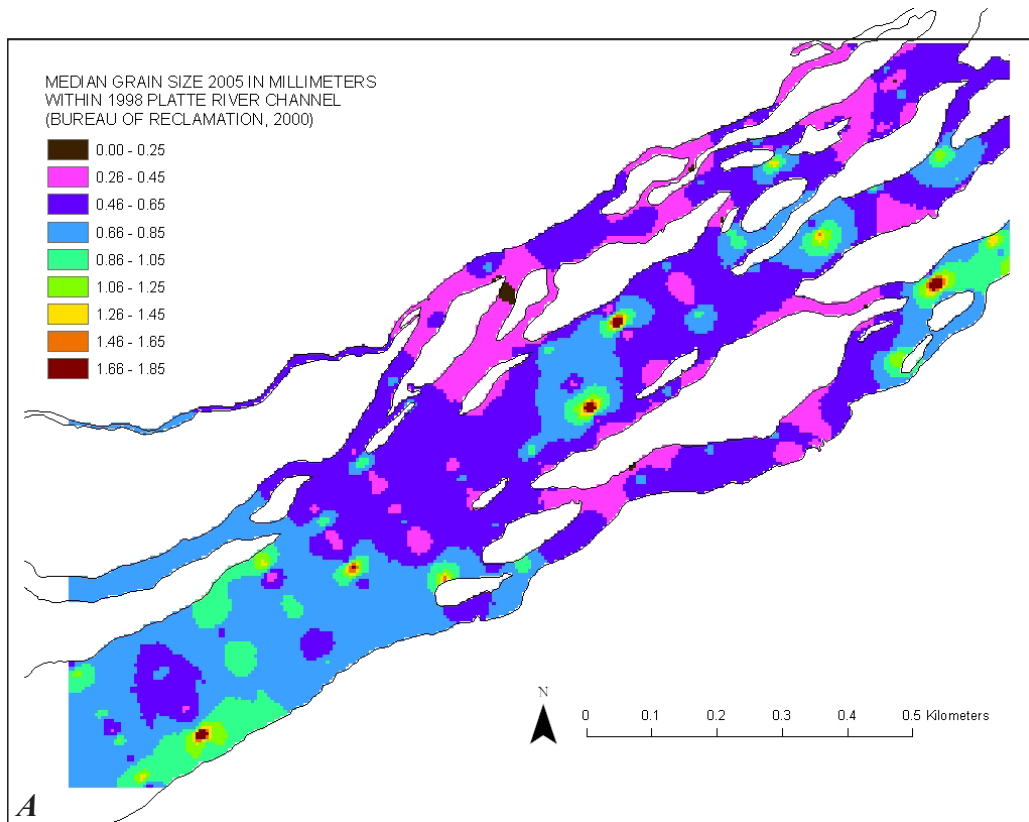 MEDIAN GRAIN SIZE 2005 IN MILLIMETERS
WITHIN 1998 PLATTE RIVER CHANNEL
(BUREAU OF RECLAMATION, 2000)
0.00 - 0.25
0.26 - 0.45
0.46 - 0.65
0.66 - 0.85
0.86 - 1.05
1.06 - 1.25
1.26 - 1.45
1.46 - 1.65
1.66 - 1.85
N
0 0.1 0.2 0.3 0.4 0.5 Kilometers
A